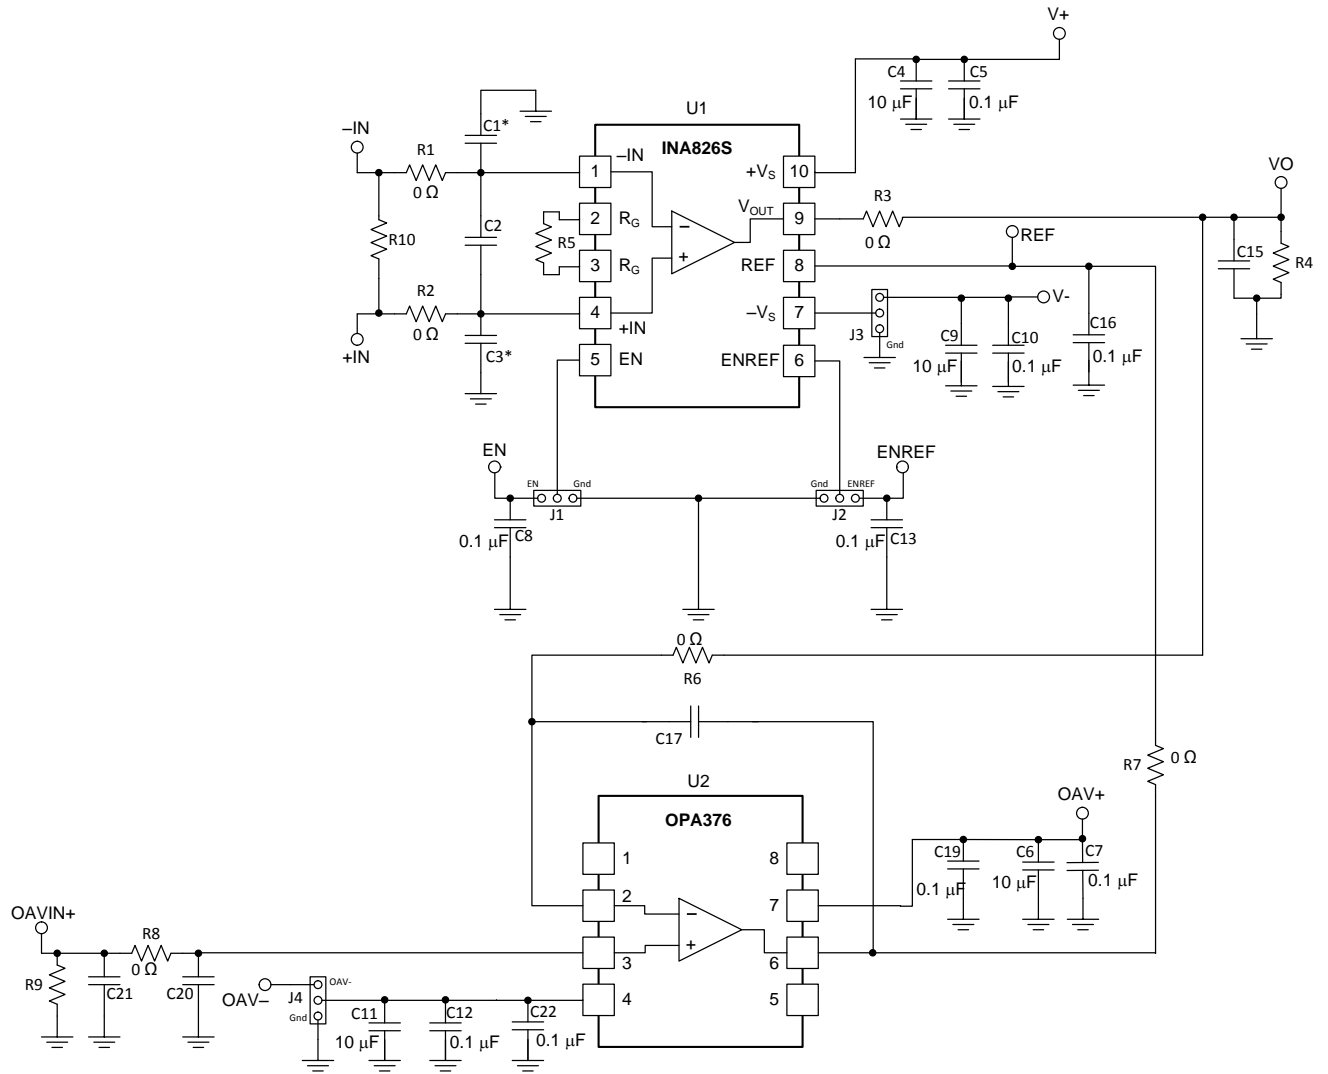 V+
C4
C5
10 μF
0.1 μF
U1
INA826S
–IN
R1
0 Ω
C1*
R10
C2
R2
0 Ω
+IN
C3*
1
–IN
2
RG
R5
3
RG
4
+IN
5
EN
+VS
10
VOUT
9
REF
8
–VS
7
ENREF
6
R3
0 Ω
REF
VO
C15
R4
J3
Gnd
V-
C9
10 μF
C10
0.1 μF
C16
0.1 μF
EN
EN
Gnd
J1
0.1 μF
C8
ENREF
Gnd
ENREF
J2
0.1 μF
C13
0 Ω
R6
C17
R7
0 Ω
U2
OPA376
1
2
3
4
8
7
6
5
OAV+
C19
0.1 μF
C6
10 μF
C7
0.1 μF
OAVIN+
R8
0 Ω
R9
C21
C20
OAV–
OAV-
J4
Gnd
C11
10 μF
C12
0.1 μF
C22
0.1 μF